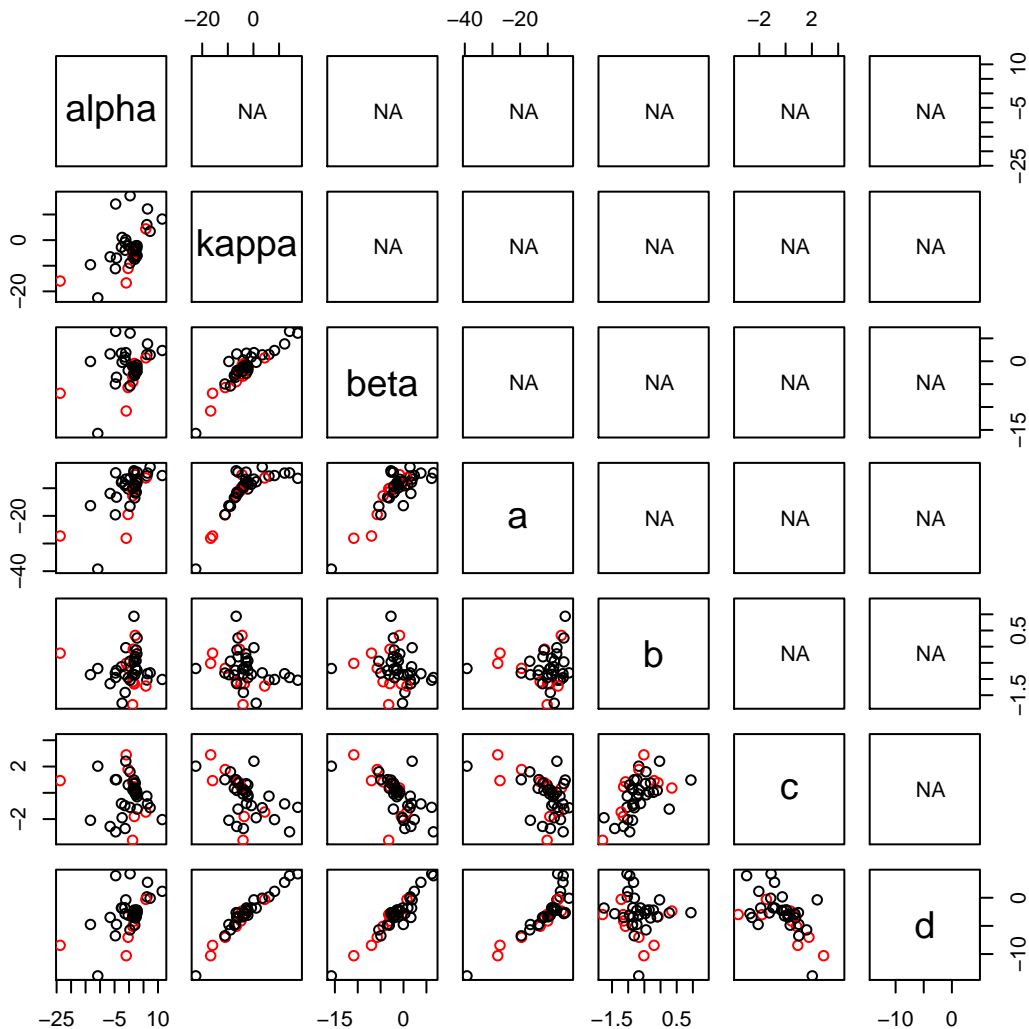 −20 0 −40 −20 −2 2
alpha NA NA NA NA NA NA −25 −5 10
−20 0 kappa NA NA NA NA NA
beta NA NA NA NA −15 0
−40 −20 a NA NA NA
b NA NA −1.5 0.5
−2 2 c NA
d −10 0
−25 −5 10 −15 0 −1.5 0.5 −10 0